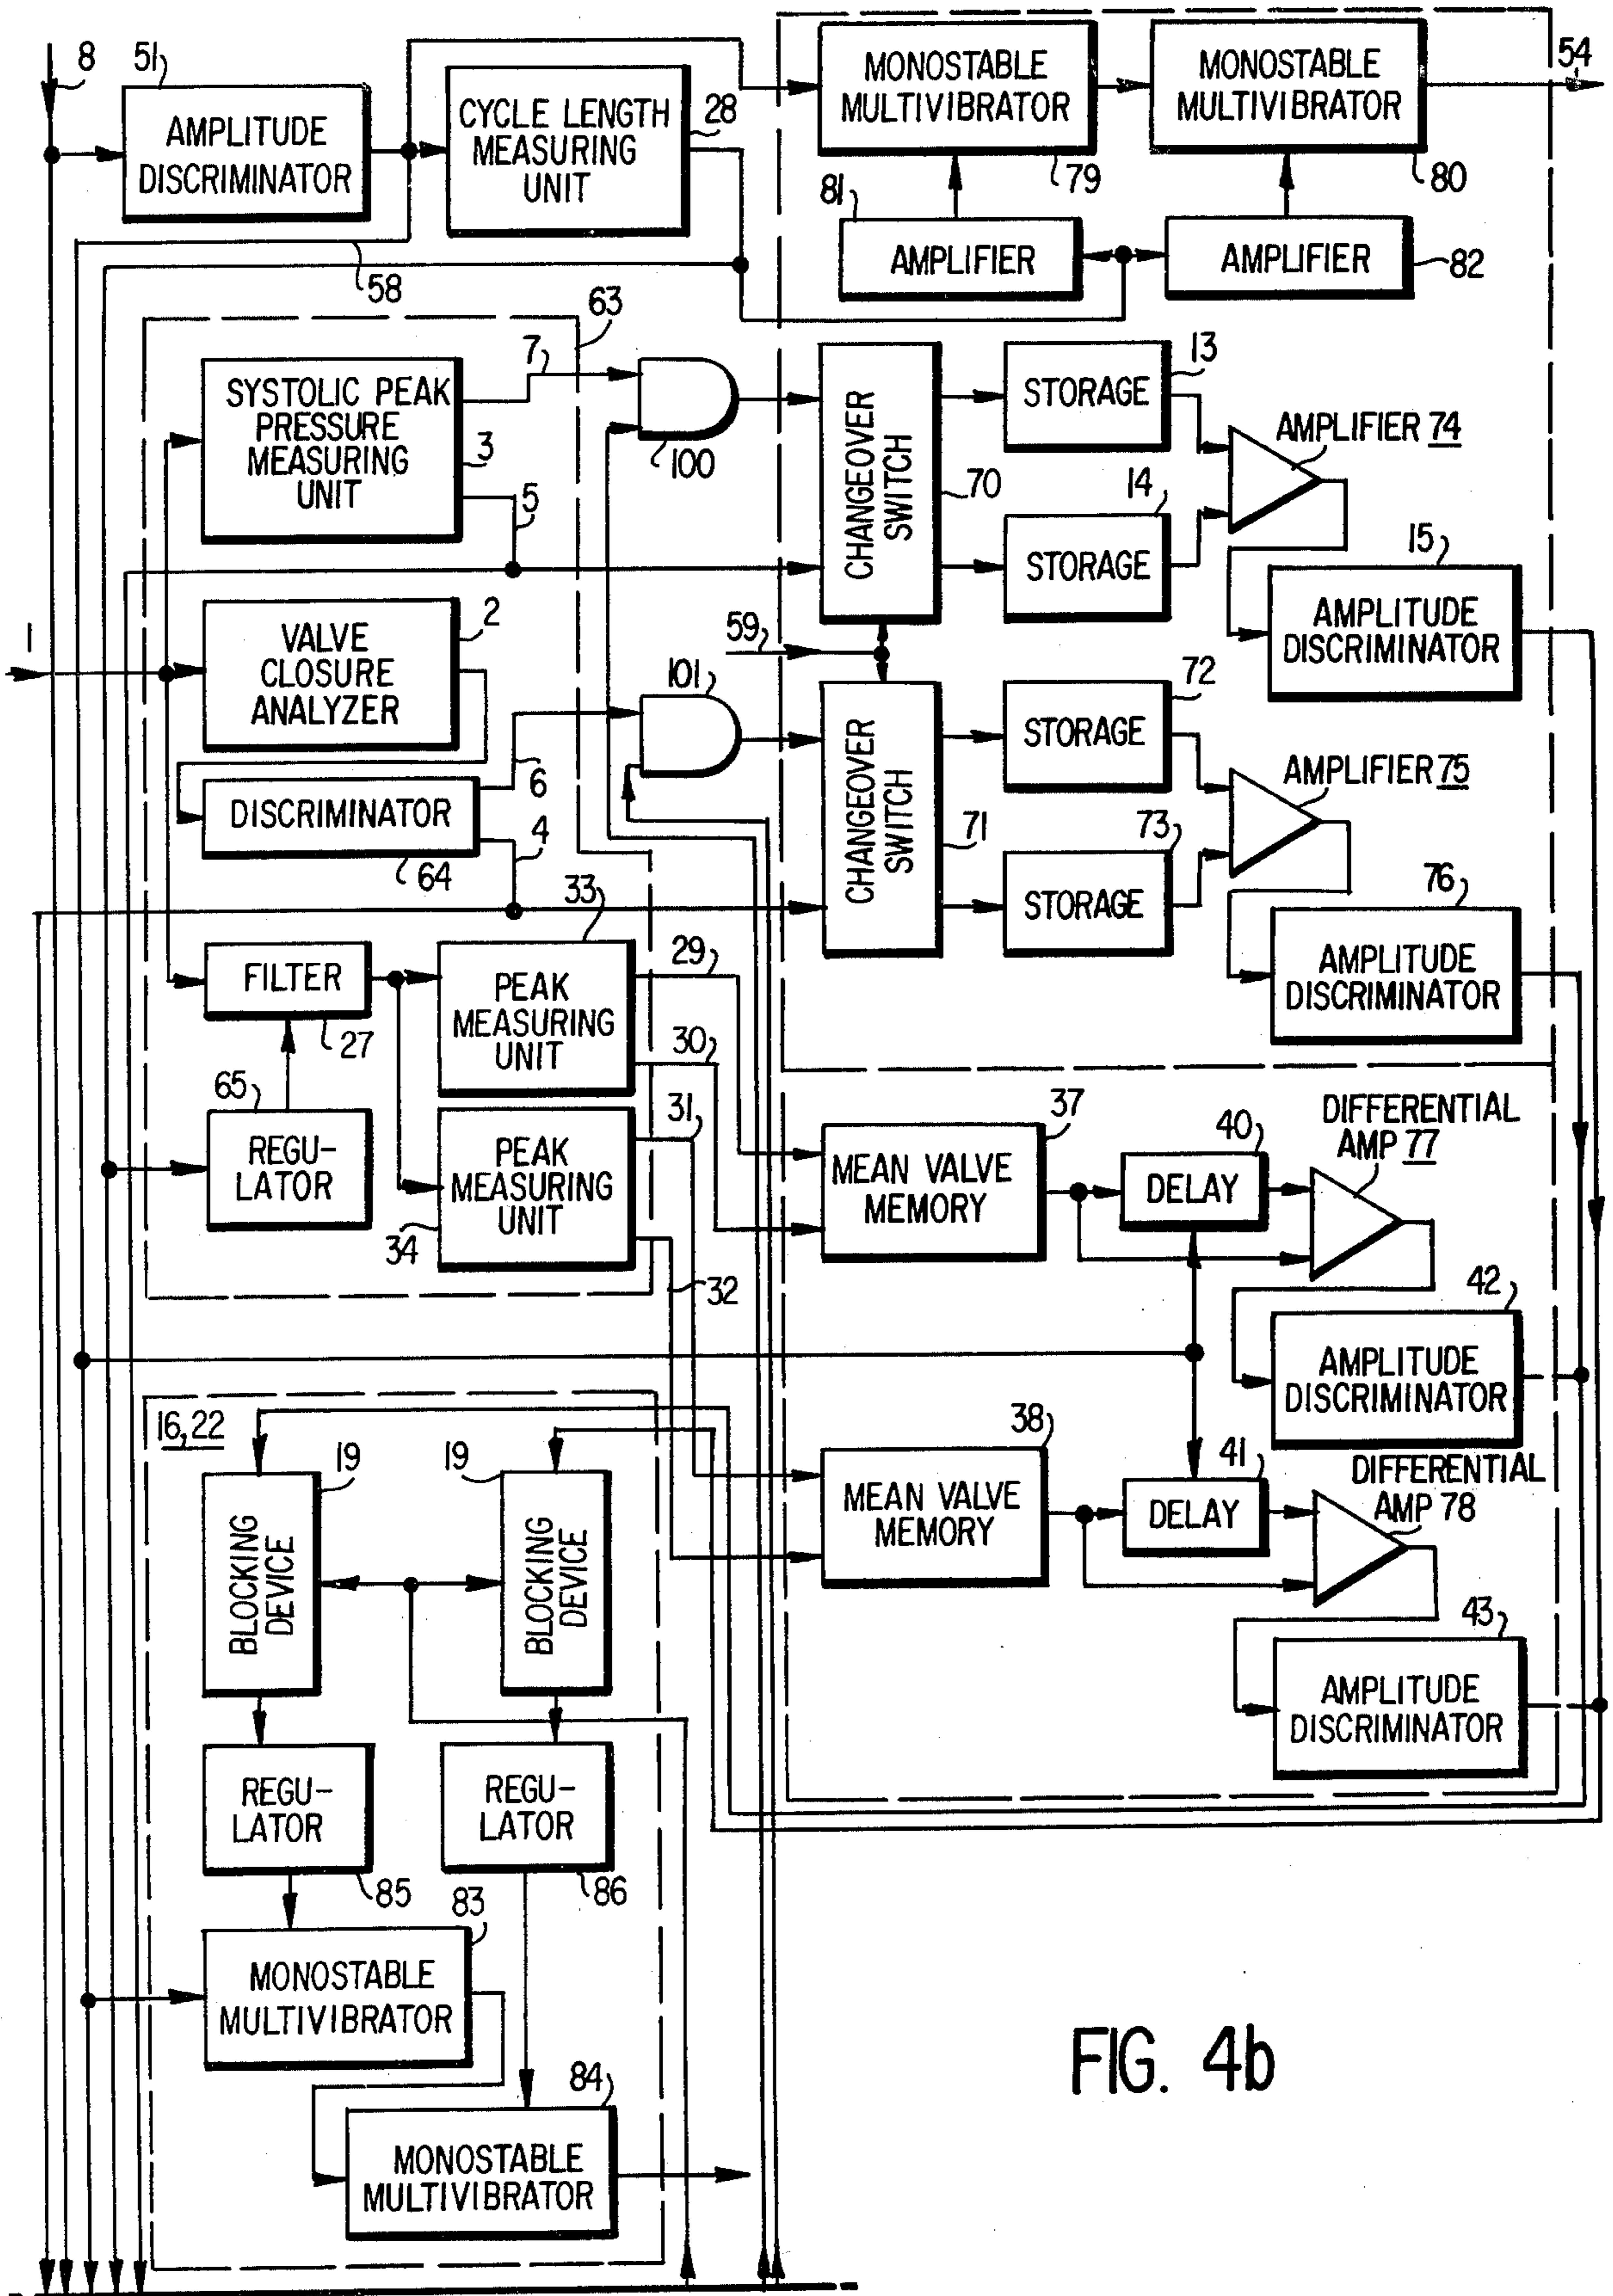 8
51
AMPLITUDE
DISCRIMINATOR
CYCLE LENGTH
MEASURING
UNIT
28
MONOSTABLE
MULTIVIBRATOR
79
MONOSTABLE
MULTIVIBRATOR
80
54
81
AMPLIFIER
AMPLIFIER
82
58
63
SYSTOLIC PEAK
PRESSURE
MEASURING
UNIT
3
7
5
100
CHANGEOVER
SWITCH
70
STORAGE
13
14
STORAGE
AMPLIFIER 74
15
AMPLITUDE
DISCRIMINATOR
1
VALVE
CLOSURE
ANALYZER
2
59
101
6
DISCRIMINATOR
64
4
CHANGEOVER
SWITCH
71
STORAGE
72
73
STORAGE
AMPLIFIER 75
76
AMPLITUDE
DISCRIMINATOR
FILTER
27
33
PEAK
MEASURING
UNIT
29
30
65
REGU-
LATOR
PEAK
MEASURING
UNIT
34
31
32
37
MEAN VALVE
MEMORY
40
DELAY
DIFFERENTIAL
AMP 77
42
AMPLITUDE
DISCRIMINATOR
38
MEAN VALVE
MEMORY
41
DELAY
DIFFERENTIAL
AMP 78
43
AMPLITUDE
DISCRIMINATOR
16,22
19
BLOCKING
DEVICE
19
BLOCKING
DEVICE
REGU-
LATOR
85
REGU-
LATOR
86
83
MONOSTABLE
MULTIVIBRATOR
84
MONOSTABLE
MULTIVIBRATOR
FIG. 4b